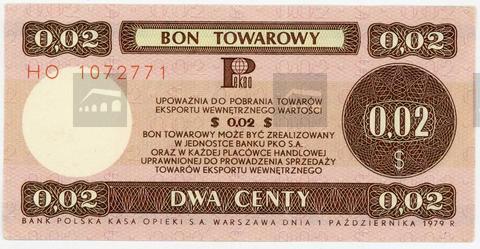 0,02 BON TOWAROWY 0,02
HO 1072771
Pekao
UPOWAŻNIA DO POBRANIA TOWARÓW
EKSPORTU WEWNĘTRZNEGO WARTOŚCI
$ 0.02 $
BON TOWAROWY MOŻE BYĆ ZREALIZOWANY
W JEDNOSTCE BANKU PKO S.A.
ORAZ W KAŻDEJ PLACÓWCE HANDLOWEJ
UPRAWNIONEJ DO PROWADZENIA SPRZEDAŻY
TOWARÓW EKSPORTU WEWNĘTRZNEGO
0.02
$
0,02 DWA CENTY 0,02
BANK POLSKA KASA OPIEKI S.A. WARSZAWA DNIA 1 PAŹDZIERNIKA 1979 R